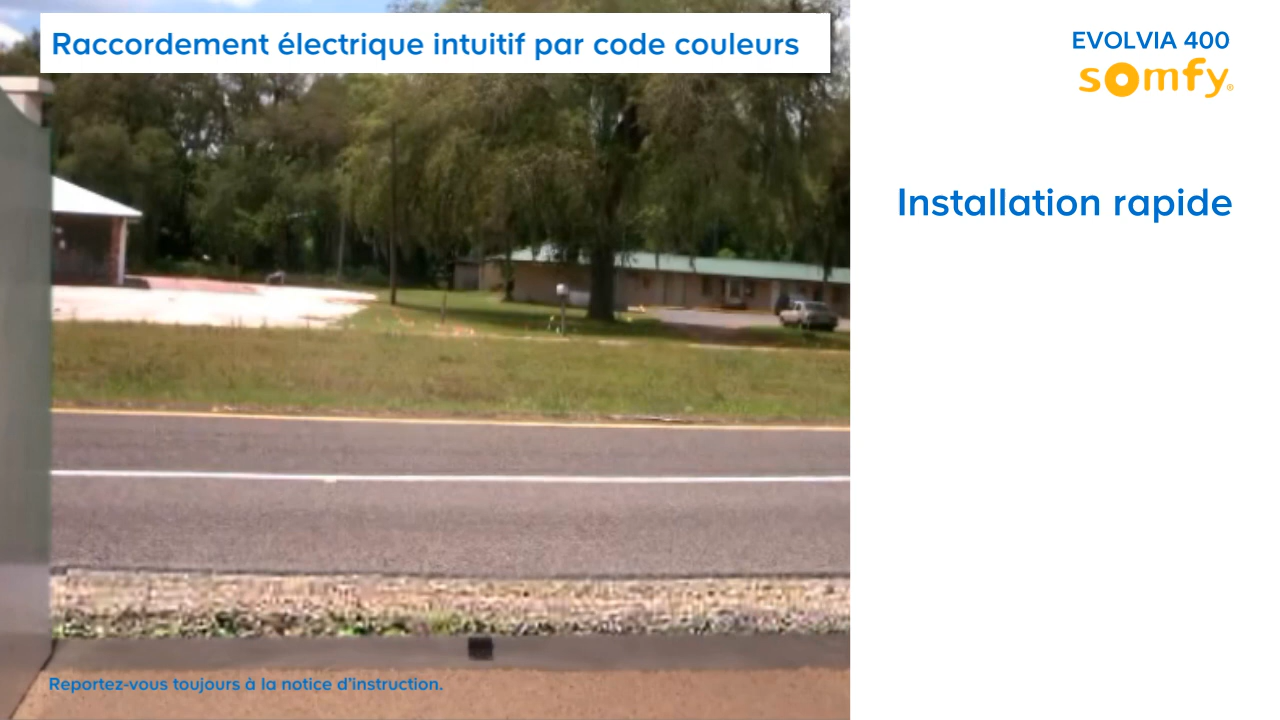 Raccordement électrique intuitif par code couleurs
EVOLVIA 400
somfy®
Installation rapide
Reportez-vous toujours à la notice d'instruction.